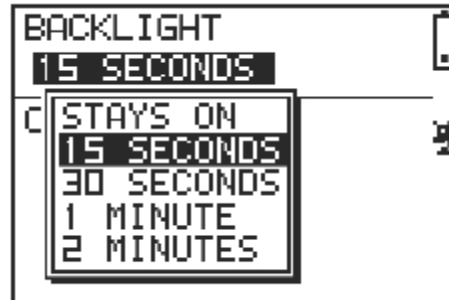 BACKLIGHT
15 SECONDS
C
STAYS ON
15 SECONDS
30 SECONDS
1 MINUTE
2 MINUTES